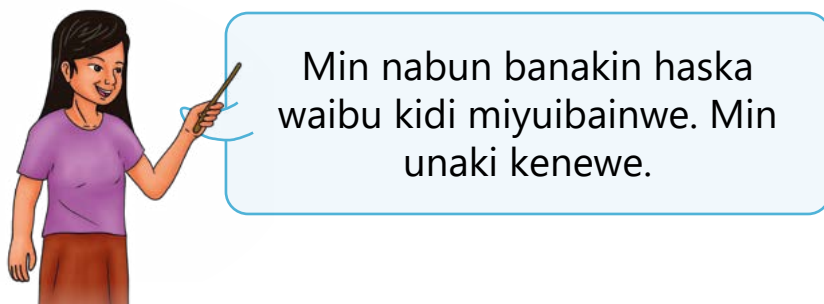 Min nabun banakin haska
waibu kidi miyuibainwe. Min
unaki kenewe.